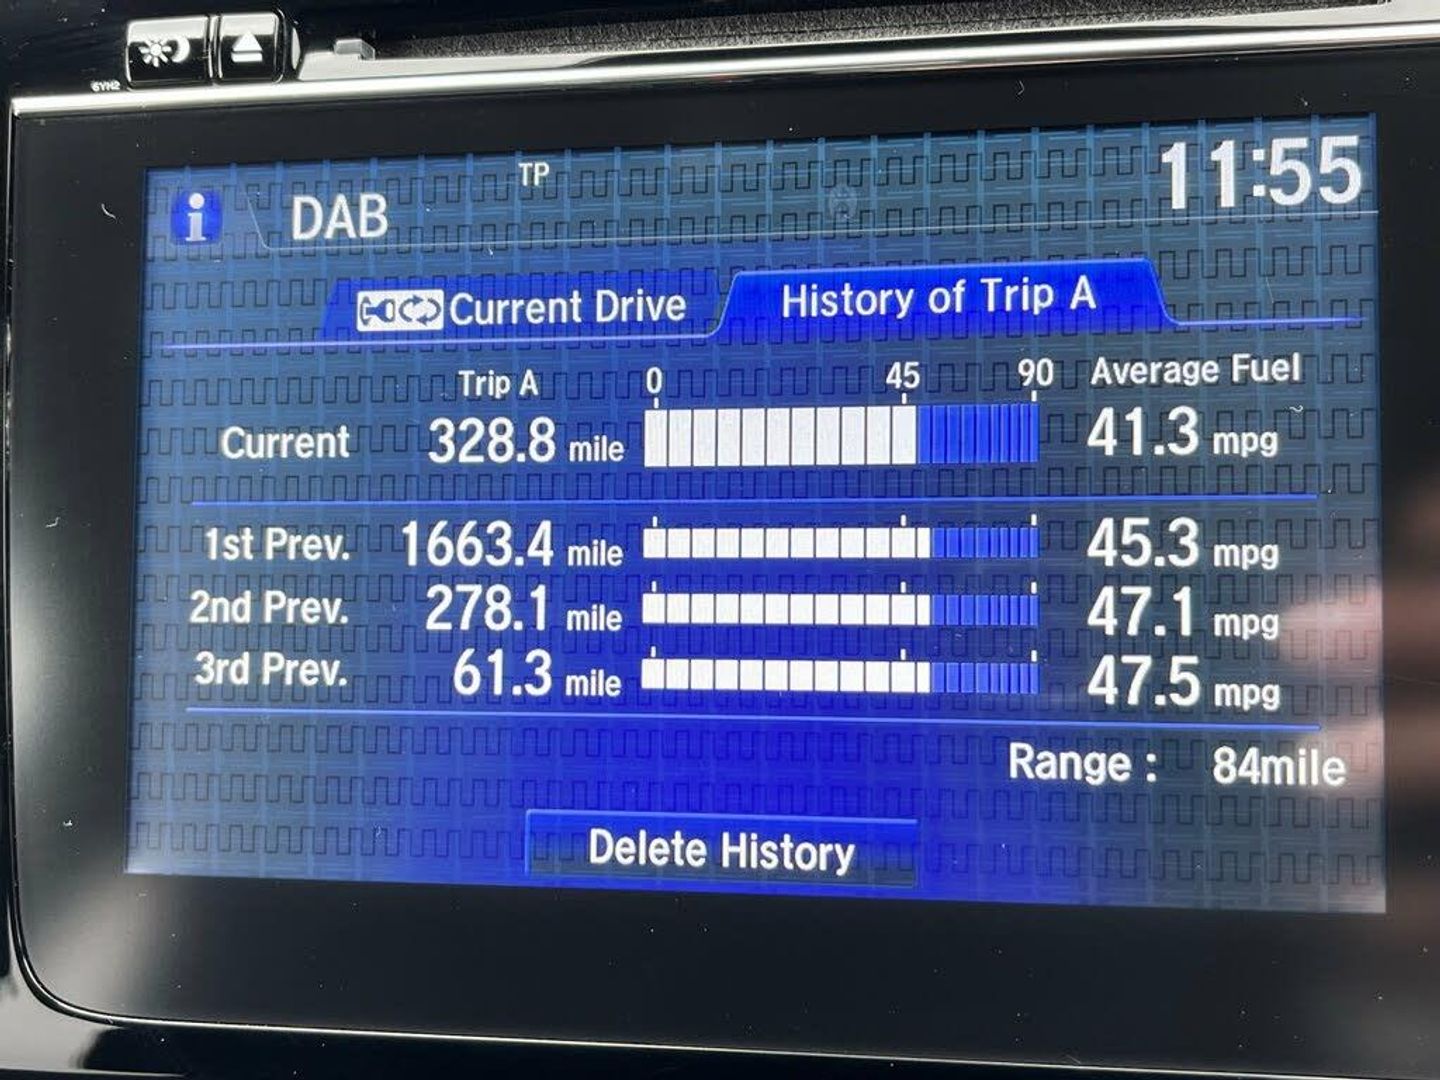 6YH2
TP
DAB
11:55
Current Drive
History of Trip A
Trip A
0
45
90
Average Fuel
Current 328.8 mile 41.3 mpg
1st Prev. 1663.4 mile 45.3 mpg
2nd Prev. 278.1 mile 47.1 mpg
3rd Prev. 61.3 mile 47.5 mpg
Range : 84mile
Delete History